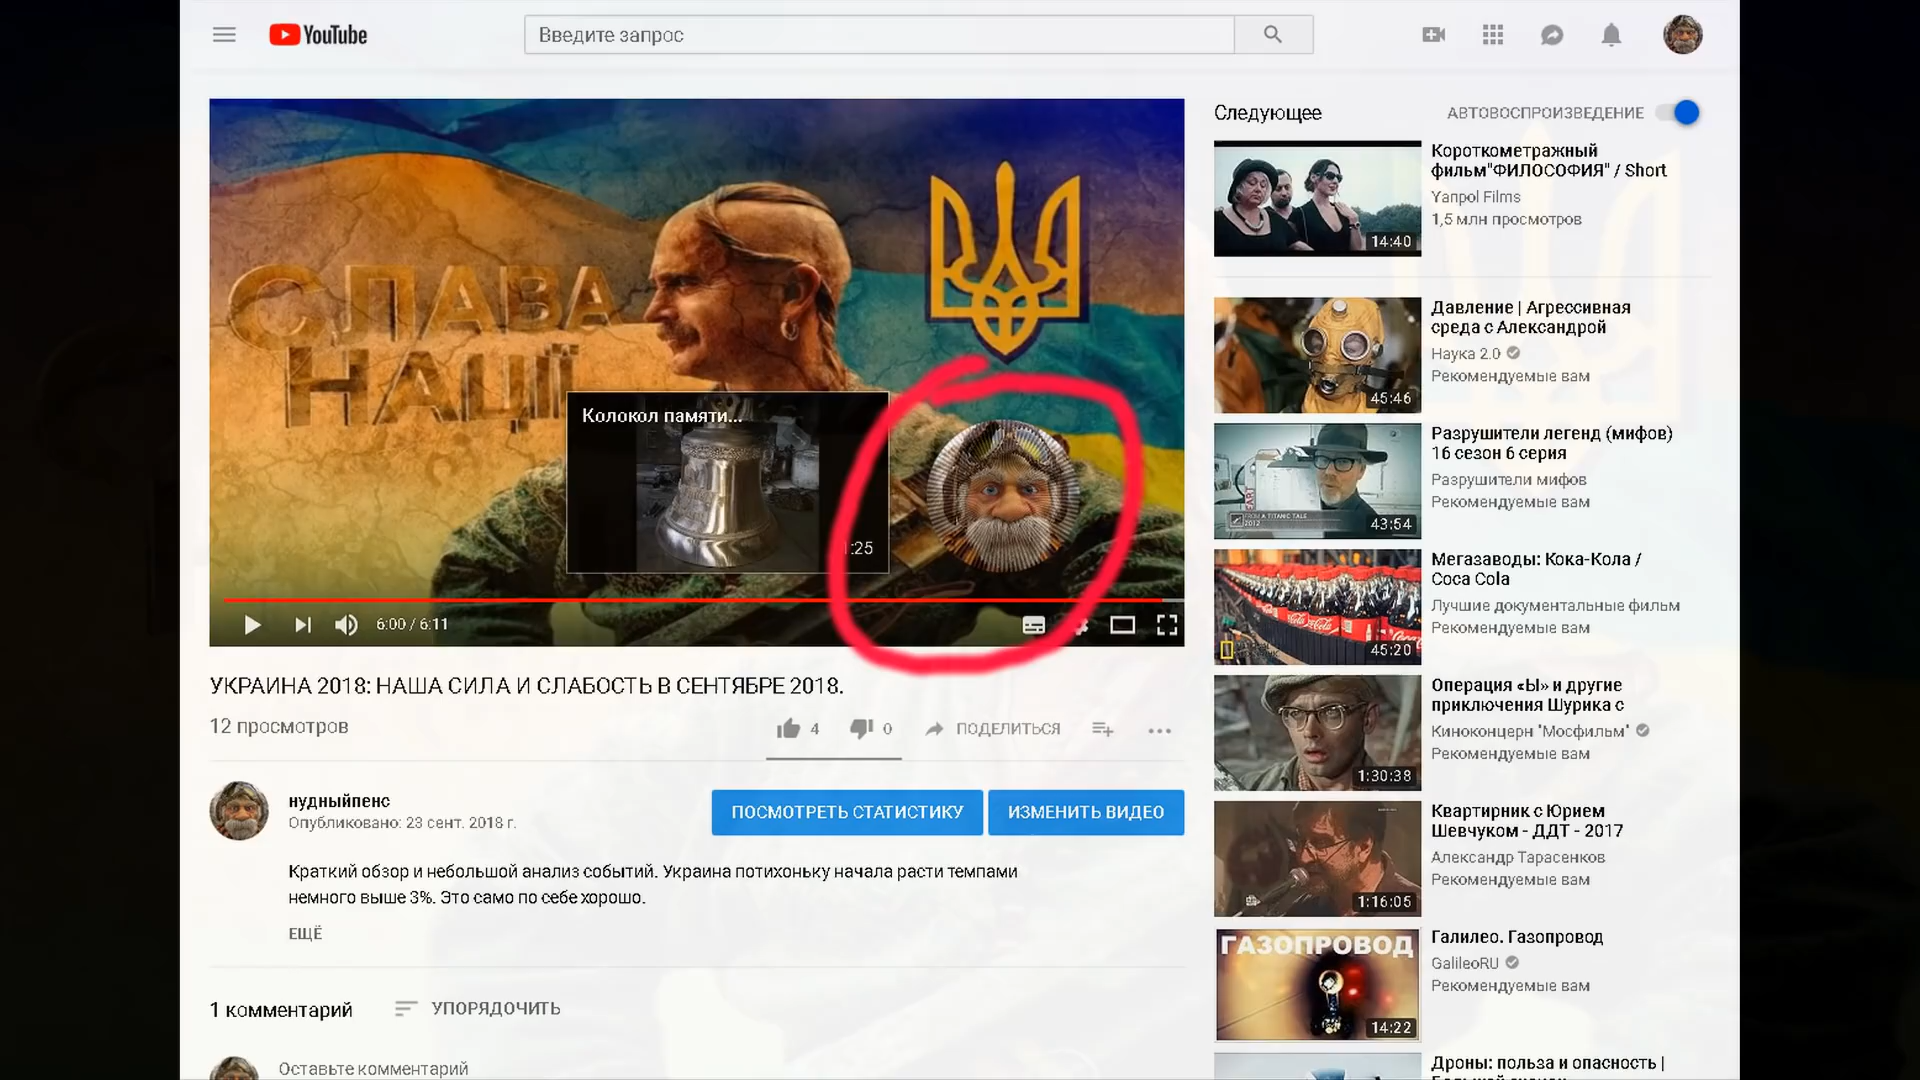 YouTube
Введите запрос
СЛАВА
НАЦІЇ
Колокол памяти...
1:25
6:00 / 6:11
УКРАИНА 2018: НАША СИЛА И СЛАБОСТЬ В СЕНТЯБРЕ 2018.
12 просмотров
4
0
ПОДЕЛИТЬСЯ
нудныйпенс
Опубликовано: 23 сент. 2018 г.
ПОСМОТРЕТЬ СТАТИСТИКУ
ИЗМЕНИТЬ ВИДЕО
Краткий обзор и небольшой анализ событий. Украина потихоньку начала расти темпами
немного выше 3%. Это само по себе хорошо.
ЕЩЁ
1 комментарий
УПОРЯДОЧИТЬ
Оставьте комментарий
Следующее
АВТОВОСПРОИЗВЕДЕНИЕ
Короткометражный
фильм"ФИЛОСОФИЯ" / Short
Yanpol Films
1,5 млн просмотров
14:40
Давление | Агрессивная
среда с Александрой
Наука 2.0
Рекомендуемые вам
45:46
Разрушители легенд (мифов)
16 сезон 6 серия
Разрушители мифов
Рекомендуемые вам
FROM A TITANIC TALE
2012
43:54
Мегазаводы: Кока-Кола /
Coca Cola
Лучшие документальные фильм
Рекомендуемые вам
45:20
Операция «Ы» и другие
приключения Шурика с
Киноконцерн "Мосфильм"
Рекомендуемые вам
1:30:38
Квартирник с Юрием
Шевчуком - ДДТ - 2017
Александр Тарасенков
Рекомендуемые вам
1:16:05
ГАЗОПРОВОД
Галилео. Газопровод
GalileoRU
Рекомендуемые вам
14:22
Дроны: польза и опасность |